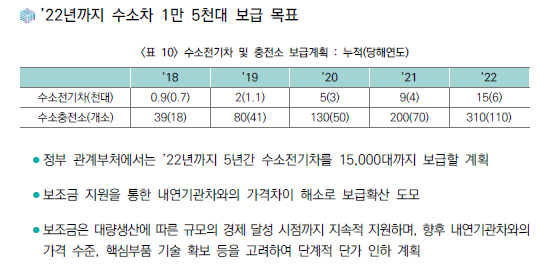 ’22년까지 수소차 1만 5천대 보급 목표
<표 10> 수소전기차 및 충전소 보급계획 : 누적(당해연도)
’18 ’19 ’20 ’21 ’22
수소전기차(천대) 0.9(0.7) 2(1.1) 5(3) 9(4) 15(6)
수소충전소(개소) 39(18) 80(41) 130(50) 200(70) 310(110)
● 정부 관계부처에서는 ’22년까지 5년간 수소전기차를 15,000대까지 보급할 계획
● 보조금 지원을 통한 내연기관차와의 가격차이 해소로 보급확산 도모
● 보조금은 대량생산에 따른 규모의 경제 달성 시점까지 지속적 지원하며, 향후 내연기관차와의
가격 수준, 핵심부품 기술 확보 등을 고려하여 단계적 단가 인하 계획